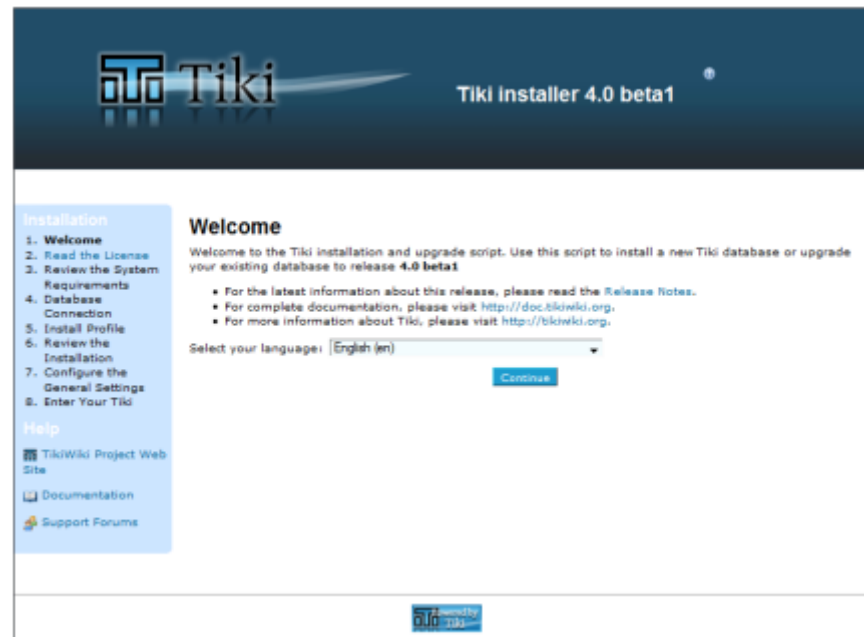 Tiki
Tiki installer 4.0 beta1
Installation
1. Welcome
2. Read the License
3. Review the System
Requirements
4. Database
Connection
5. Install Profile
6. Review the
Installation
7. Configure the
General Settings
8. Enter Your Tiki
Help
TikiWiki Project Web
Site
Documentation
Support Forums
Welcome
Welcome to the Tiki installation and upgrade script. Use this script to install a new Tiki database or upgrade
your existing database to release 4.0 beta1
• For the latest information about this release, please read the Release Notes.
• For complete documentation, please visit http://doc.tikiwiki.org.
• For more information about Tiki, please visit http://tikiwiki.org.
Select your language: English (en)
Continue
Powered by
Tiki